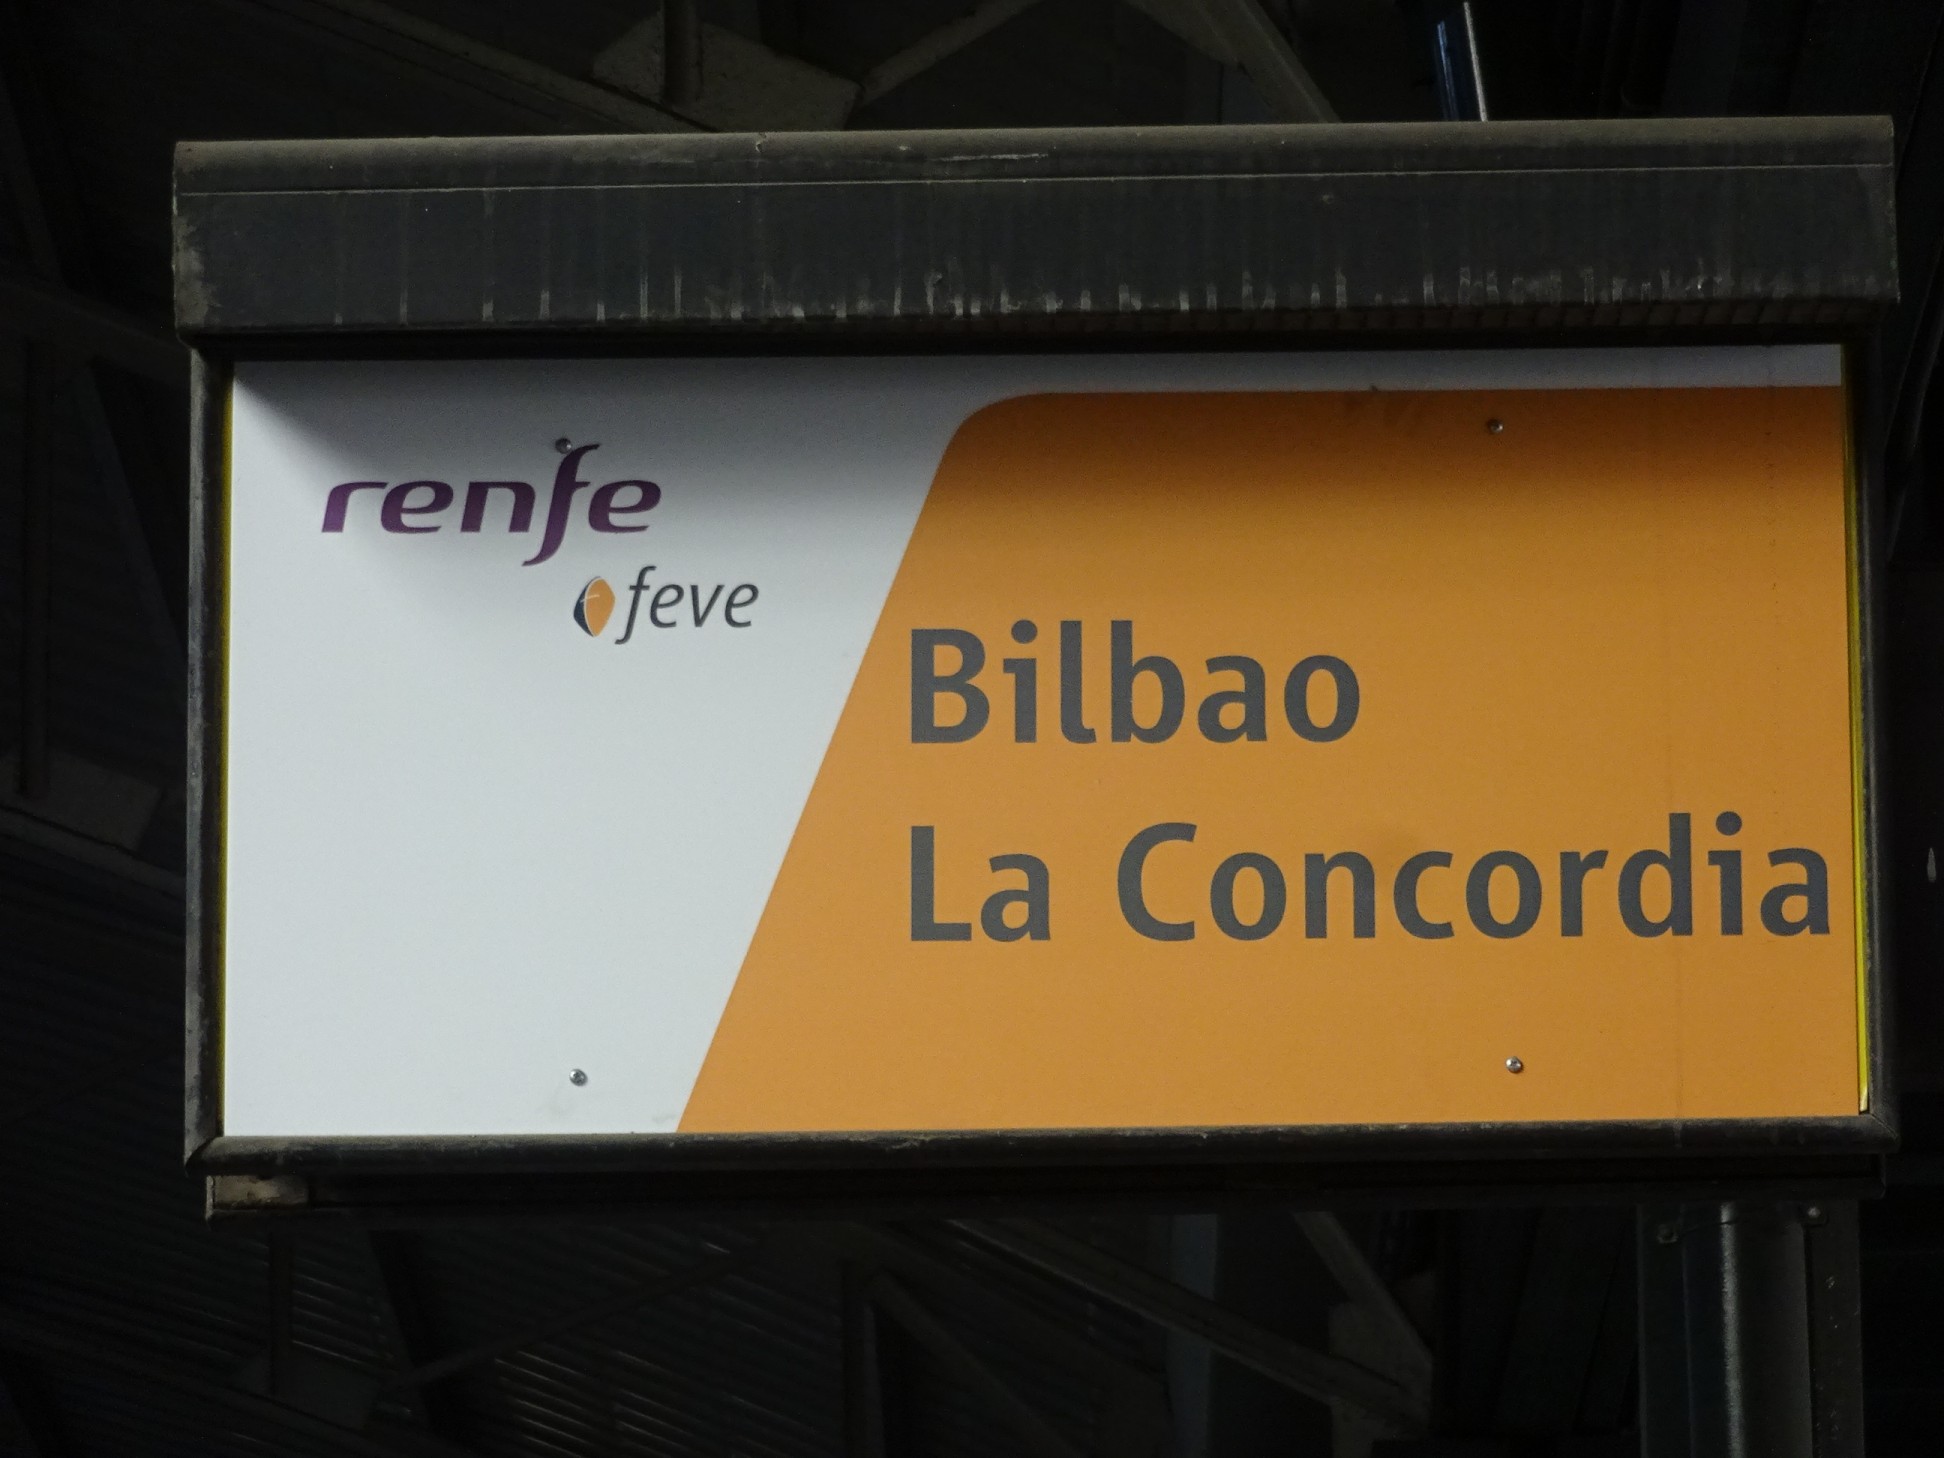 renfe
feve
Bilbao
La Concordia